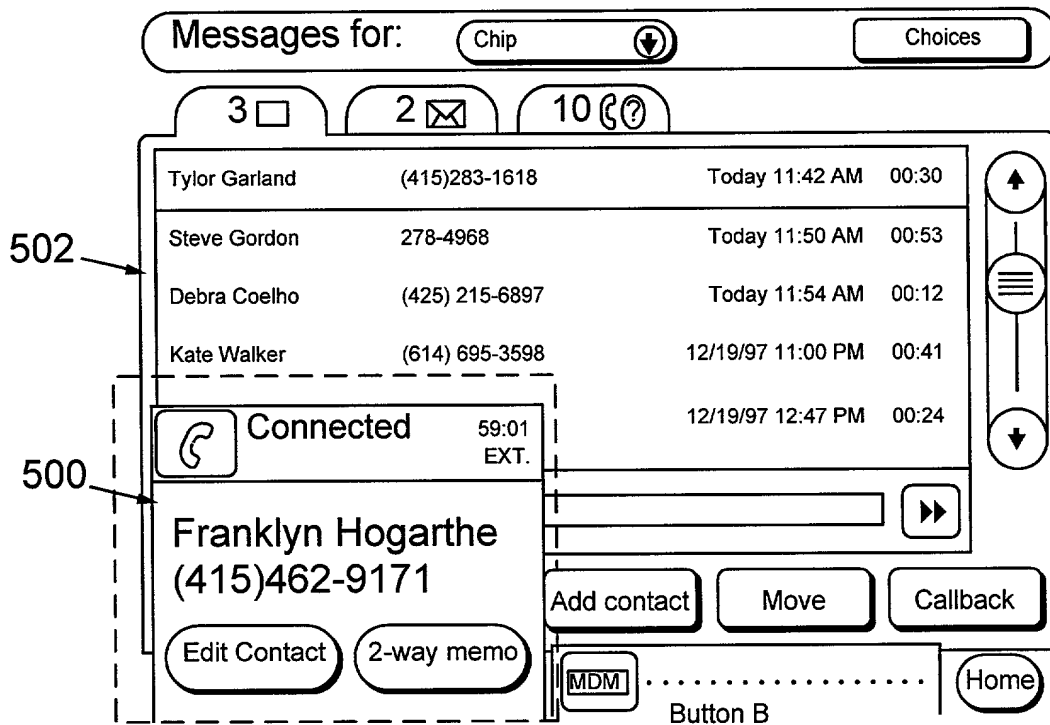 Messages for: Chip Choices
3 2 10 ?
Tylor Garland (415)283-1618 Today 11:42 AM 00:30
502
Steve Gordon 278-4968 Today 11:50 AM 00:53
Debra Coelho (425) 215-6897 Today 11:54 AM 00:12
Kate Walker (614) 695-3598 12/19/97 11:00 PM 00:41
12/19/97 12:47 PM 00:24
Connected 59:01
EXT.
500
Franklyn Hogarthe
(415)462-9171
Add contact Move Callback
Edit Contact 2-way memo
MDM Home
Button B